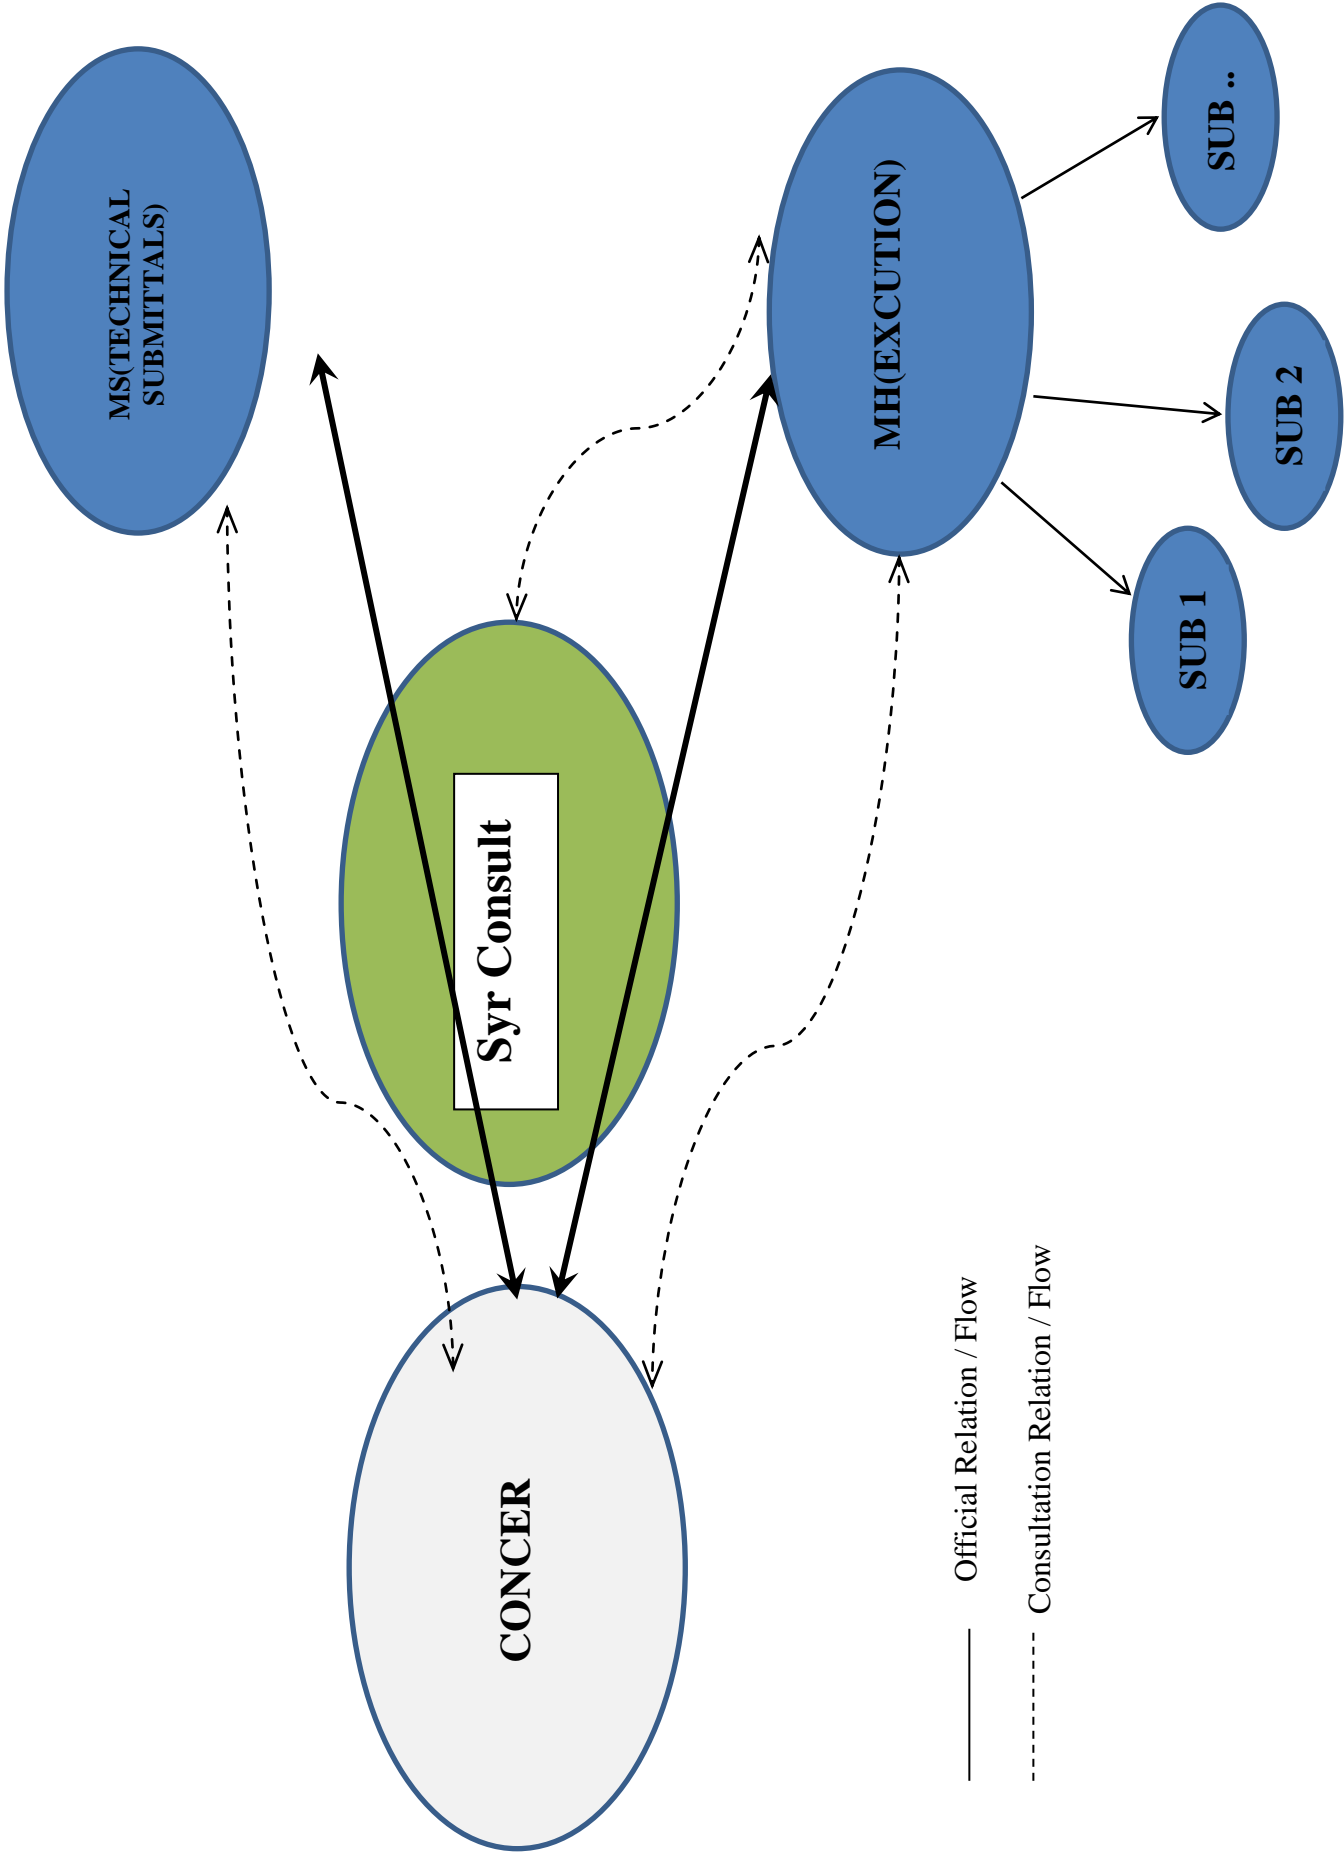 MS(TECHNICAL
SUBMITTALS)
CONCER
Syr Consult
MH(EXCUTION)
SUB 1
SUB 2
SUB ..
Official Relation / Flow
Consultation Relation / Flow